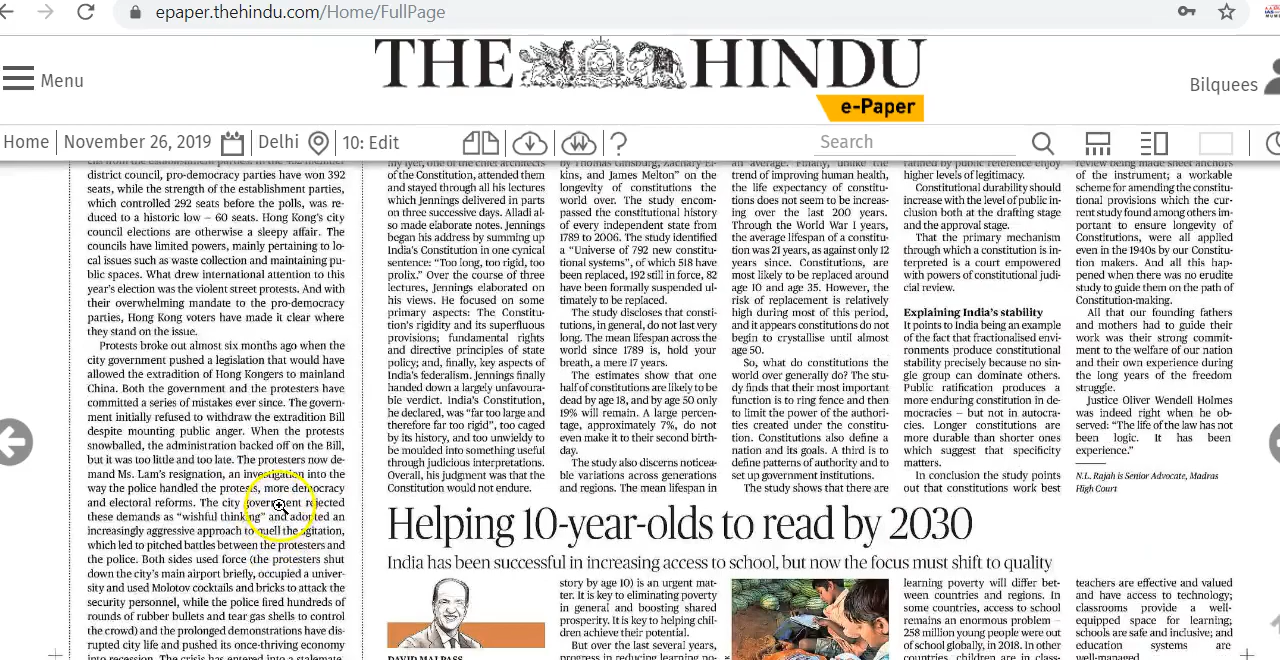 epaper.thehindu.com/Home/FullPage
THE HINDU
e-Paper
Menu
Bilquees
Home
November 26, 2019
Delhi
10: Edit
Search
district council, pro-democracy parties have won 392
seats, while the strength of the establishment parties,
which controlled 292 seats before the polls, was re-
duced to a historic low – 60 seats. Hong Kong's city
council elections are otherwise a sleepy affair. The
councils have limited powers, mainly pertaining to lo-
cal issues such as waste collection and maintaining pu-
blic spaces. What drew international attention to this
year's election was the violent street protests. And with
their overwhelming mandate to the pro-democracy
parties, Hong Kong voters have made it clear where
they stand on the issue.
Protests broke out almost six months ago when the
city government pushed a legislation that would have
allowed the extradition of Hong Kongers to mainland
China. Both the government and the protesters have
committed a series of mistakes ever since. The govern-
ment initially refused to withdraw the extradition Bill
despite mounting public anger. When the protests
snowballed, the administration backed off on the Bill,
but it was too little and too late. The protesters now de-
mand Ms. Lam's resignation, an investigation into the
way the police handled the protests, more democracy
and electoral reforms. The city government rejected
these demands as "wishful thinking" and adopted an
increasingly aggressive approach to quell the agitation,
which led to pitched battles between the protesters and
the police. Both sides used force (the protesters shut
down the city's main airport briefly, occupied a univer-
sity and used Molotov cocktails and bricks to attack the
security personnel, while the police fired hundreds of
rounds of rubber bullets and tear gas shells to control
the crowd) and the prolonged demonstrations have dis-
rupted city life and pushed its once-thriving economy
into recession. The crisis has entered into a stalemate.
my Iyer, one of the chief architects
of the Constitution, attended them
and stayed through all his lectures
which Jennings delivered in parts
on three successive days. Alladi al-
so made elaborate notes. Jennings
began his address by summing up
India's Constitution in one cynical
sentence: "Too long, too rigid, too
prolix." Over the course of three
lectures, Jennings elaborated on
his views. He focused on some
primary aspects: The Constitu-
tion's rigidity and its superfluous
provisions; fundamental rights
and directive principles of state
policy; and, finally, key aspects of
India's federalism. Jennings finally
handed down a largely unfavoura-
ble verdict. India's Constitution,
he declared, was "far too large and
therefore far too rigid", too caged
by its history, and too unwieldy to
be moulded into something useful
through judicious interpretations.
Overall, his judgment was that the
Constitution would not endure.
by Thomas Ginsburg, Zachary El-
kins, and James Melton" on the
longevity of constitutions the
world over. The study encom-
passed the constitutional history
of every independent state from
1789 to 2006. The study identified
a "Universe of 792 new constitu-
tional systems", of which 518 have
been replaced, 192 still in force, 82
have been formally suspended ul-
timately to be replaced.
The study discloses that consti-
tutions, in general, do not last very
long. The mean lifespan across the
world since 1789 is, hold your
breath, a mere 17 years.
The estimates show that one
half of constitutions are likely to be
dead by age 18, and by age 50 only
19% will remain. A large percen-
tage, approximately 7%, do not
even make it to their second birth-
day.
The study also discerns noticea-
ble variations across generations
and regions. The mean lifespan in
an average. Finally, unlike the
trend of improving human health,
the life expectancy of constitu-
tions does not seem to be increas-
ing over the last 200 years.
Through the World War I years,
the average lifespan of a constitu-
tion was 21 years, as against only 12
years since. Constitutions, are
most likely to be replaced around
age 10 and age 35. However, the
risk of replacement is relatively
high during most of this period,
and it appears constitutions do not
begin to crystallise until almost
age 50.
So, what do constitutions the
world over generally do? The stu-
dy finds that their most important
function is to ring fence and then
to limit the power of the authori-
ties created under the constitu-
tion. Constitutions also define a
nation and its goals. A third is to
define patterns of authority and to
set up government institutions.
The study shows that there are
ratified by public reference enjoy
higher levels of legitimacy.
Constitutional durability should
increase with the level of public in-
clusion both at the drafting stage
and the approval stage.
That the primary mechanism
through which a constitution is in-
terpreted is a court empowered
with powers of constitutional judi-
cial review.
Explaining India's stability
It points to India being an example
of the fact that fractionalised envi-
ronments produce constitutional
stability precisely because no sin-
gle group can dominate others.
Public ratification produces a
more enduring constitution in de-
mocracies – but not in autocra-
cies. Longer constitutions are
more durable than shorter ones
which suggest that specificity
matters.
In conclusion the study points
out that constitutions work best
review being made sheet anchors
of the instrument; a workable
scheme for amending the constitu-
tional provisions which the cur-
rent study found among others im-
portant to ensure longevity of
Constitutions, were all applied
even in the 1940s by our Constitu-
tion makers. And all this hap-
pened when there was no erudite
study to guide them on the path of
Constitution-making.
All that our founding fathers
and mothers had to guide their
work was their strong commit-
ment to the welfare of our nation
and their own experience during
the long years of the freedom
struggle.
Justice Oliver Wendell Holmes
was indeed right when he ob-
served: "The life of the law has not
been logic. It has been
experience."
N.L. Rajah is Senior Advocate, Madras
High Court
Helping 10-year-olds to read by 2030
India has been successful in increasing access to school, but now the focus must shift to quality
DAVID MALPASS
story by age 10) is an urgent mat-
ter. It is key to eliminating poverty
in general and boosting shared
prosperity. It is key to helping chil-
dren achieve their potential.
But over the last several years,
progress in reducing learning po-
learning poverty will differ bet-
ween countries and regions. In
some countries, access to school
remains an enormous problem –
258 million young people were out
of school globally, in 2018. In other
countries, children are in class-
teachers are effective and valued
and have access to technology;
classrooms provide a well-
equipped space for learning;
schools are safe and inclusive; and
education systems are
well-managed.